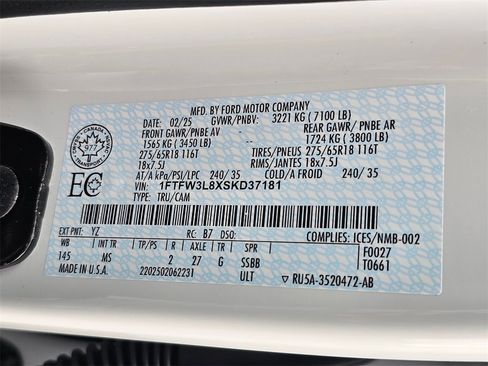 MFD. BY FORD MOTOR COMPANY
DATE: 02/25 GVWR/PNBV: 3221 KG ( 7100 LB)
FRONT GAWR/PNBE AV REAR GAWR/PNBE AR
1565 KG ( 3450 LB) 1724 KG ( 3800 LB)
275/65R18 116T TIRES/PNEUS 275/65R18 116T
18x7.5J RIMS/JANTES 18x7.5J
AT/A kPa/PSI/LPC 240/ 35 COLD/A FROID 240/ 35
VIN: 1FTFW3L8XSKD37181
TYPE: TRU/CAM
CANADA
977
TRANSPORT
EC
EXT PNT: YZ RC: B7 DSO: COMPLIES: ICES/NMB-002
WB INT TR TP/PS R AXLE TR SPR F0027
145 MS 2 27 G SSBB T0661
MADE IN U.S.A. 2202502062231 ULT ▼ RU5A-3520472-AB